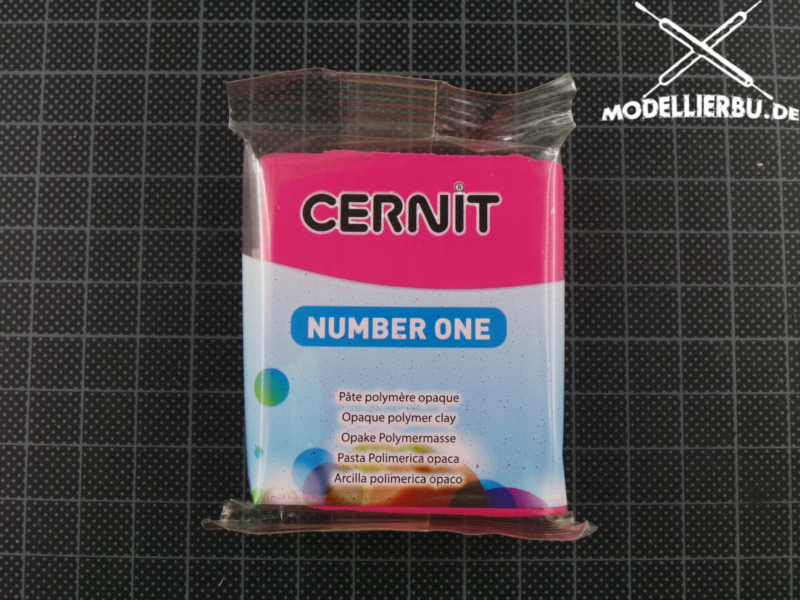 MODELLIERBU.DE
CERNiT®
NUMBER ONE
Pâte polymère opaque
Opaque polymer clay
Opake Polymermasse
Pasta Polimerica opaca
Arcilla polimerica opaco